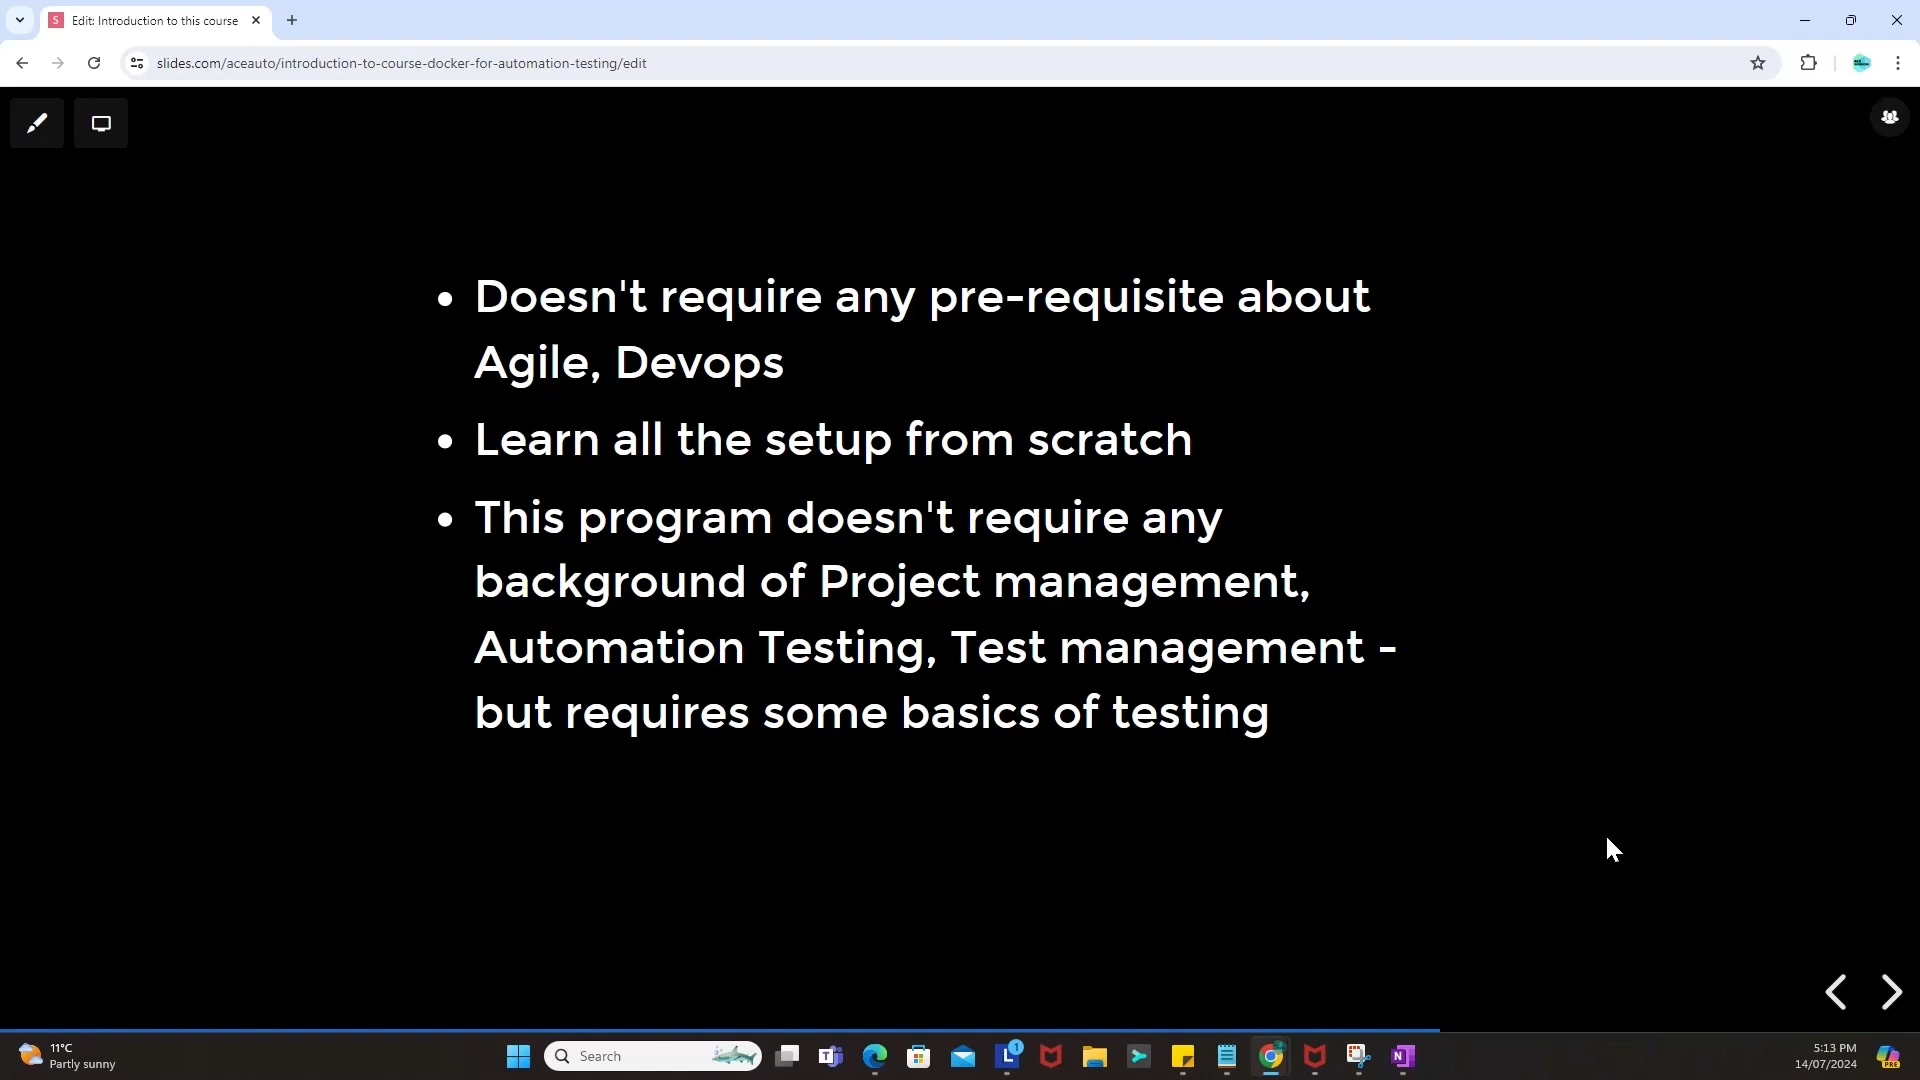 Edit: Introduction to this course
slides.com/aceauto/introduction-to-course-docker-for-automation-testing/edit
Doesn't require any pre-requisite about
Agile, Devops
Learn all the setup from scratch
This program doesn't require any
background of Project management,
Automation Testing, Test management -
but requires some basics of testing
11°C
Partly sunny
Search
1
5:13 PM
14/07/2024
PRE